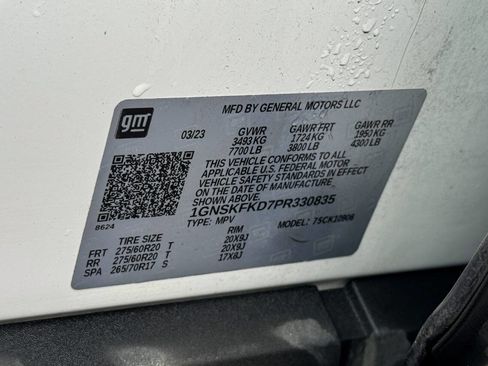 gm
MFD BY GENERAL MOTORS LLC
03/23 GVWR GAWR FRT GAWR RR
3493 KG 1724 KG 1950 KG
7700 LB 3800 LB 4300 LB
THIS VEHICLE CONFORMS TO ALL
APPLICABLE U.S. FEDERAL MOTOR
VEHICLE SAFETY STANDARDS IN EFFECT
ON THE DATE OF MANUFACTURE
SHOWN ABOVE.
1GNSKFKD7PR330835
8624 TYPE: MPV MODEL: 7SCK10906
TIRE SIZE RIM
FRT 275/60R20 T 20X9J
RR 275/60R20 T 20X9J
SPA 265/70R17 S 17X8J